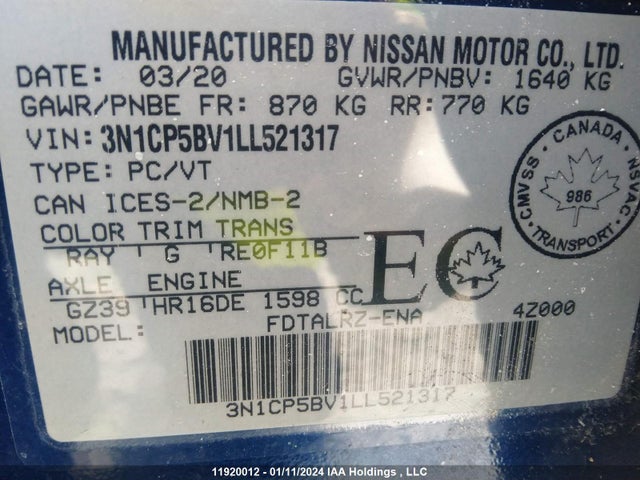 MANUFACTURED BY NISSAN MOTOR CO., LTD.
DATE: 03/20 GVWR/PNBV: 1640 KG
GAWR/PNBE FR: 870 KG RR: 770 KG
VIN: 3N1CP5BV1LL521317
TYPE: PC/VT
CAN ICES-2/NMB-2
COLOR TRIM TRANS
RAY G RE0F11B
AXLE ENGINE
GZ39 HR16DE 1598 CC
MODEL: FDTALRZ-ENA 4Z000
EC
CMVSS • CANADA • NSVAC
986
TRANSPORT
3N1CP5BV1LL521317
11920012 - 01/11/2024 IAA Holdings , LLC